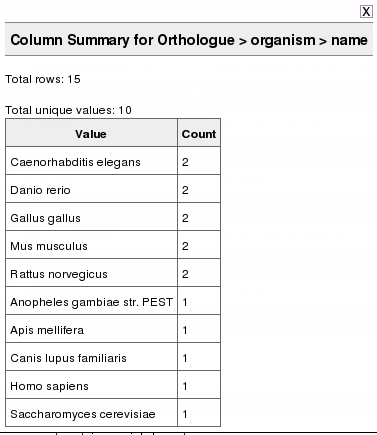 X
Column Summary for Orthologue > organism > name
Total rows: 15
Total unique values: 10
Value Count
Caenorhabditis elegans 2
Danio rerio 2
Gallus gallus 2
Mus musculus 2
Rattus norvegicus 2
Anopheles gambiae str. PEST 1
Apis mellifera 1
Canis lupus familiaris 1
Homo sapiens 1
Saccharomyces cerevisiae 1